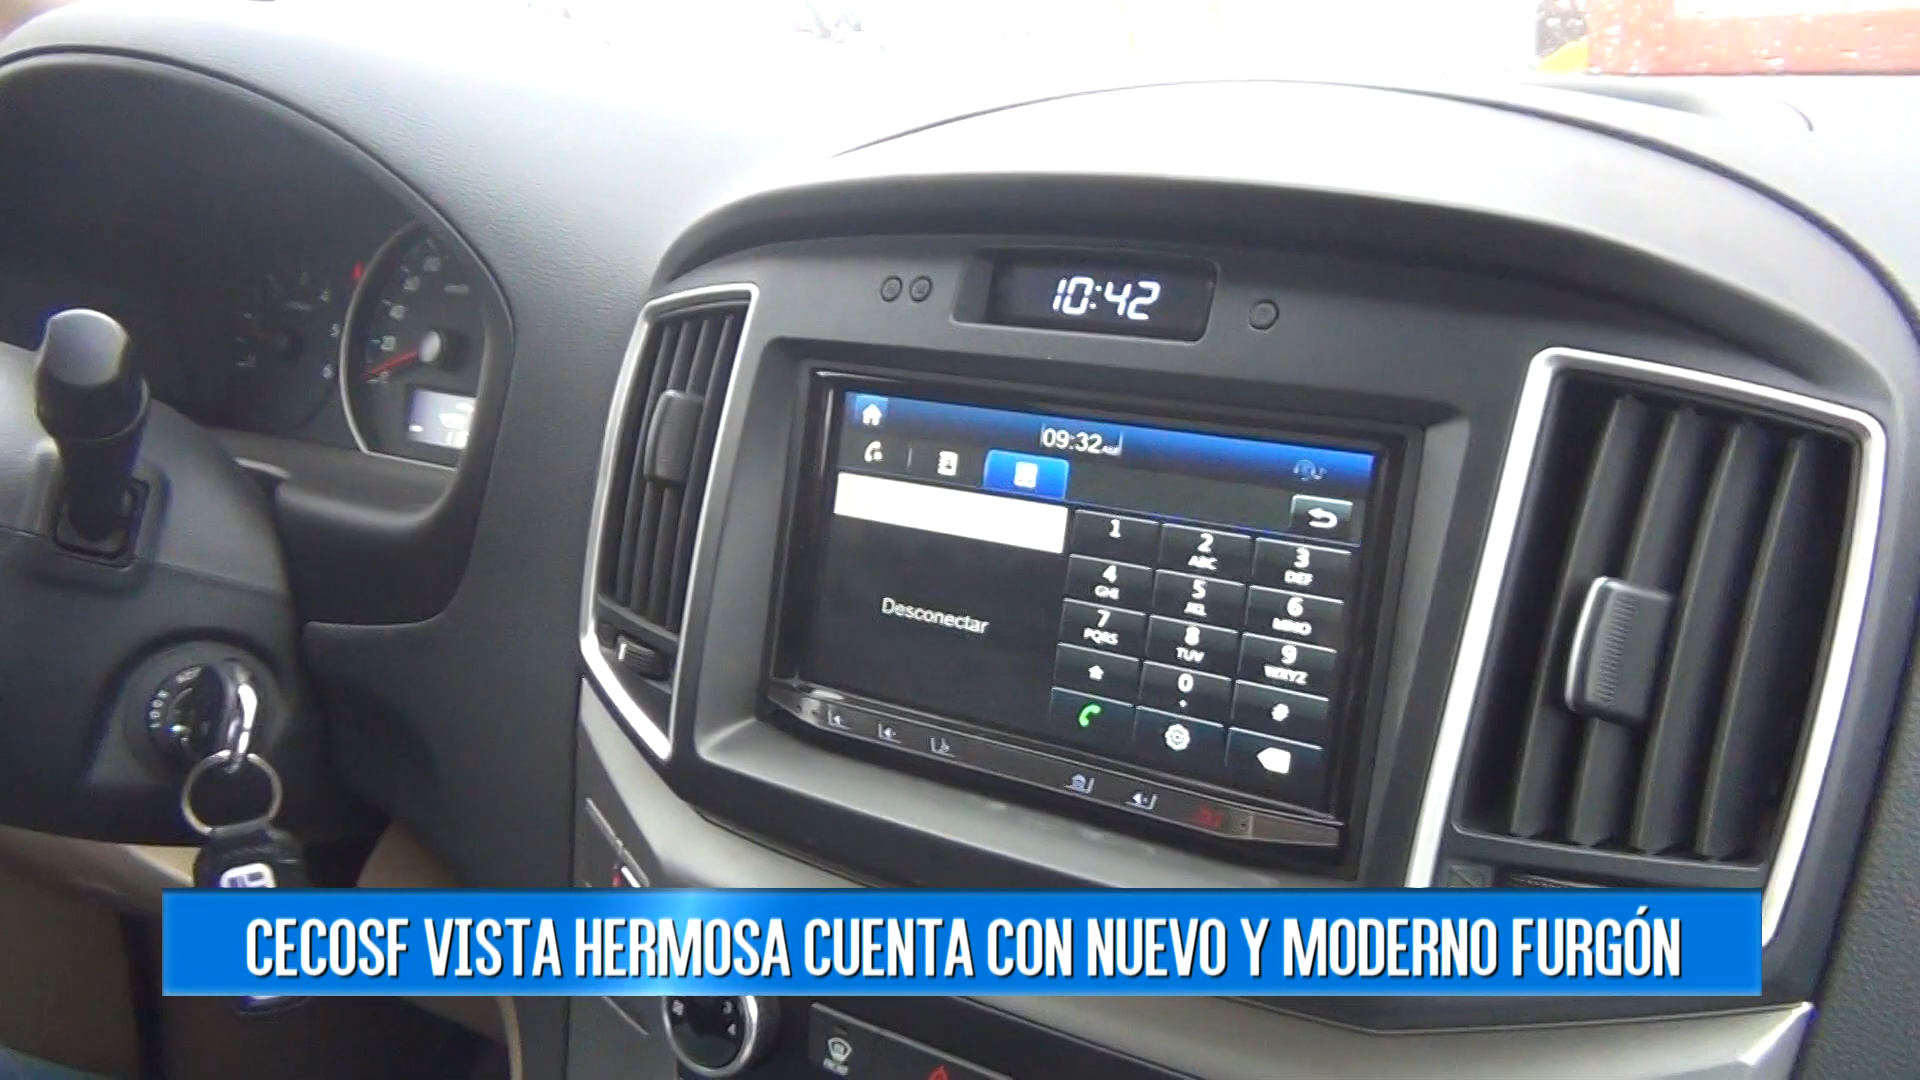 10:42
09:32
Desconectar
1
2
ABC
3
DEF
4
GHI
5
JKL
6
MNO
7
PQRS
8
TUV
9
WXYZ
*
0
+
#
CECOSF VISTA HERMOSA CUENTA CON NUEVO Y MODERNO FURGÓN